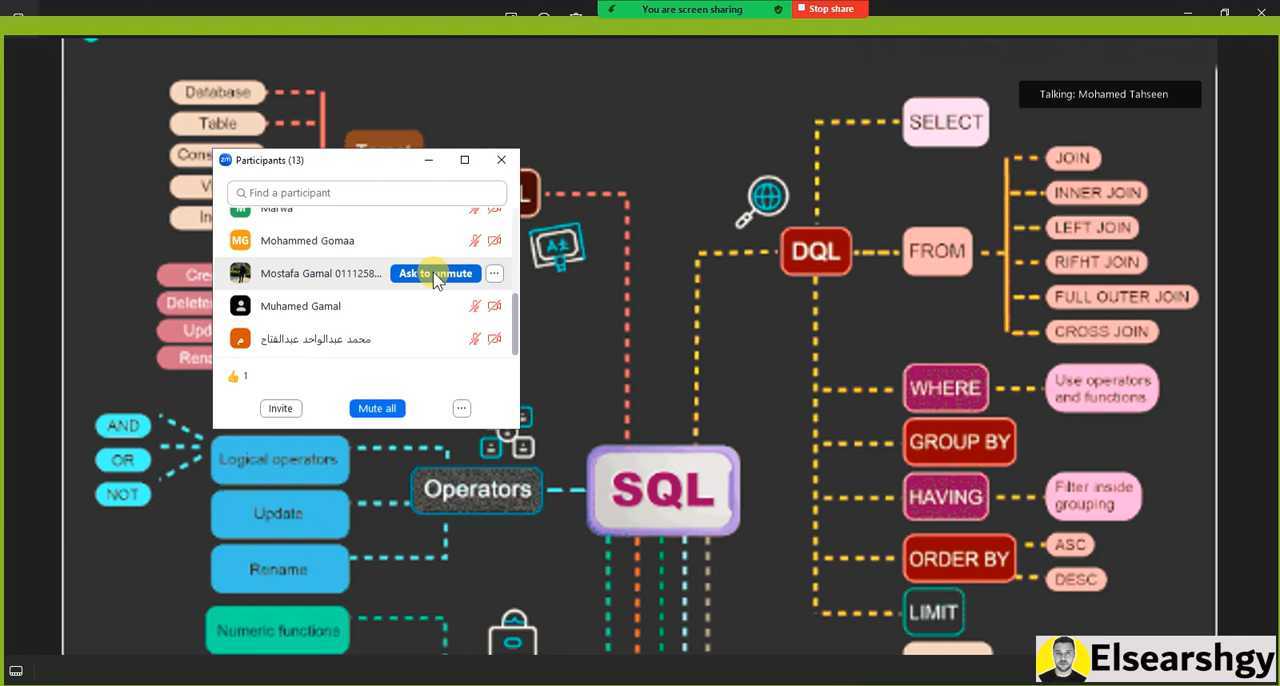 You are screen sharing
Stop share
Talking: Mohamed Tahseen
Database
Table
Participants (13)
Find a participant
Marwa
MG Mohammed Gomaa
Mostafa Gamal 0111258...
Ask to unmute
Muhamed Gamal
م محمد عبدالواحد عبدالفتاح
👍 1
Invite
Mute all
AND
OR
NOT
Logical operators
Update
Rename
Numeric functions
Operators
SQL
DQL
SELECT
FROM
JOIN
INNER JOIN
LEFT JOIN
RIFHT JOIN
FULL OUTER JOIN
CROSS JOIN
WHERE
Use operators
and functions
GROUP BY
HAVING
Filter inside
grouping
ORDER BY
ASC
DESC
LIMIT
Elsearshgy